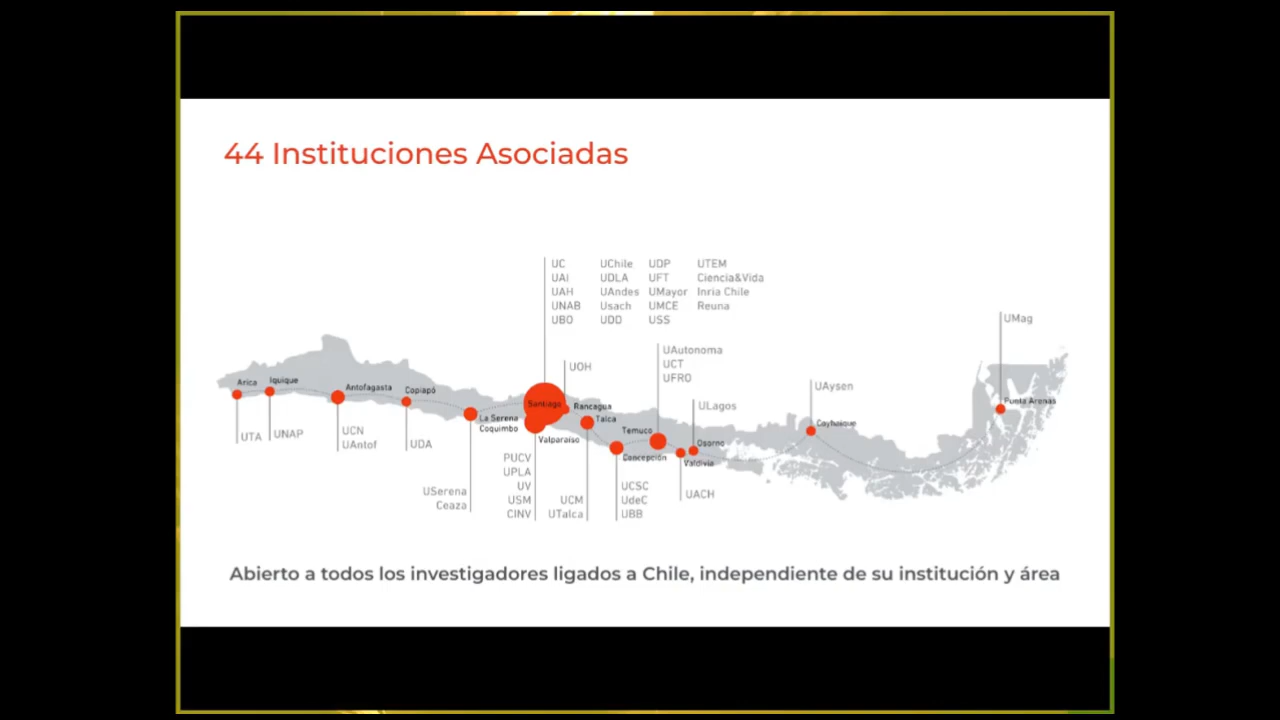 44 Instituciones Asociadas
UC UChile UDP UTEM
UAI UDLA UFT Ciencia&Vida
UAH UAndes UMayor Inria Chile
UNAB Usach UMCE Reuna
UBO UDD USS
UMag
UAutonoma
UCT
UFRO
UOH
UAysen
ULagos
Arica
Iquique
Antofagasta
Copiapó
La Serena
Coquimbo
Santiago
Valparaíso
Rancagua
Talca
Temuco
Concepción
Osorno
Valdivia
Coyhaique
Punta Arenas
UTA
UNAP
UCN
UAntof
UDA
USerena
Ceaza
PUCV
UPLA
UV
USM
CINV
UCM
UTalca
UCSC
UdeC
UBB
UACH
Abierto a todos los investigadores ligados a Chile, independiente de su institución y área